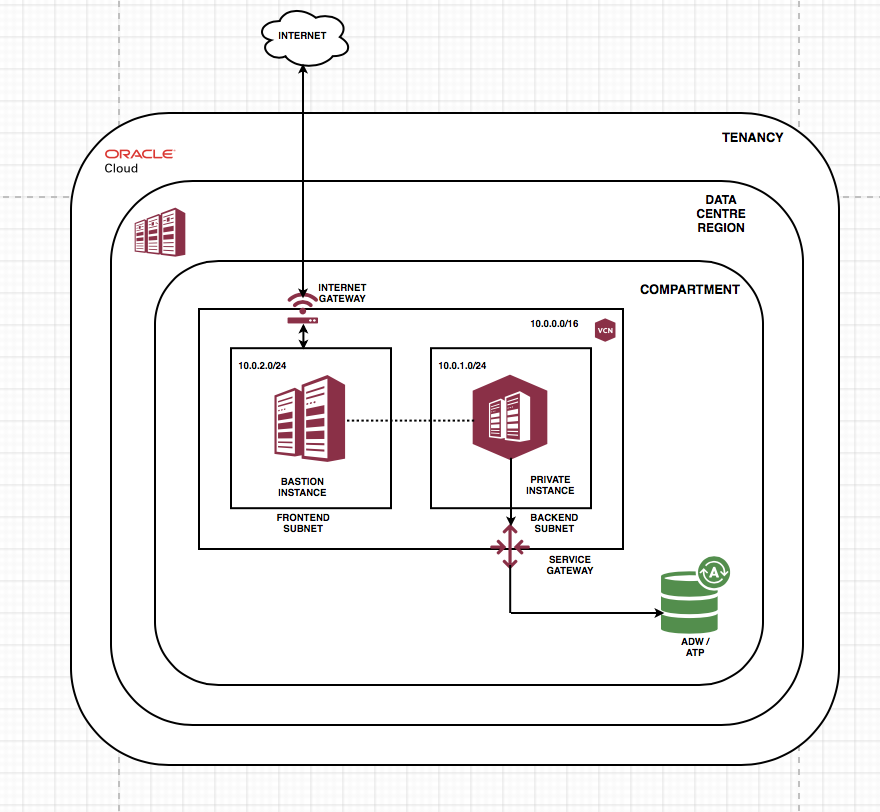 INTERNET
TENANCY
ORACLE
Cloud
DATA
CENTRE
REGION
INTERNET
GATEWAY
COMPARTMENT
10.0.0.0/16
VCN
10.0.2.0/24
10.0.1.0/24
BASTION
INSTANCE
PRIVATE
INSTANCE
FRONTEND
SUBNET
BACKEND
SUBNET
SERVICE
GATEWAY
A
ADW /
ATP